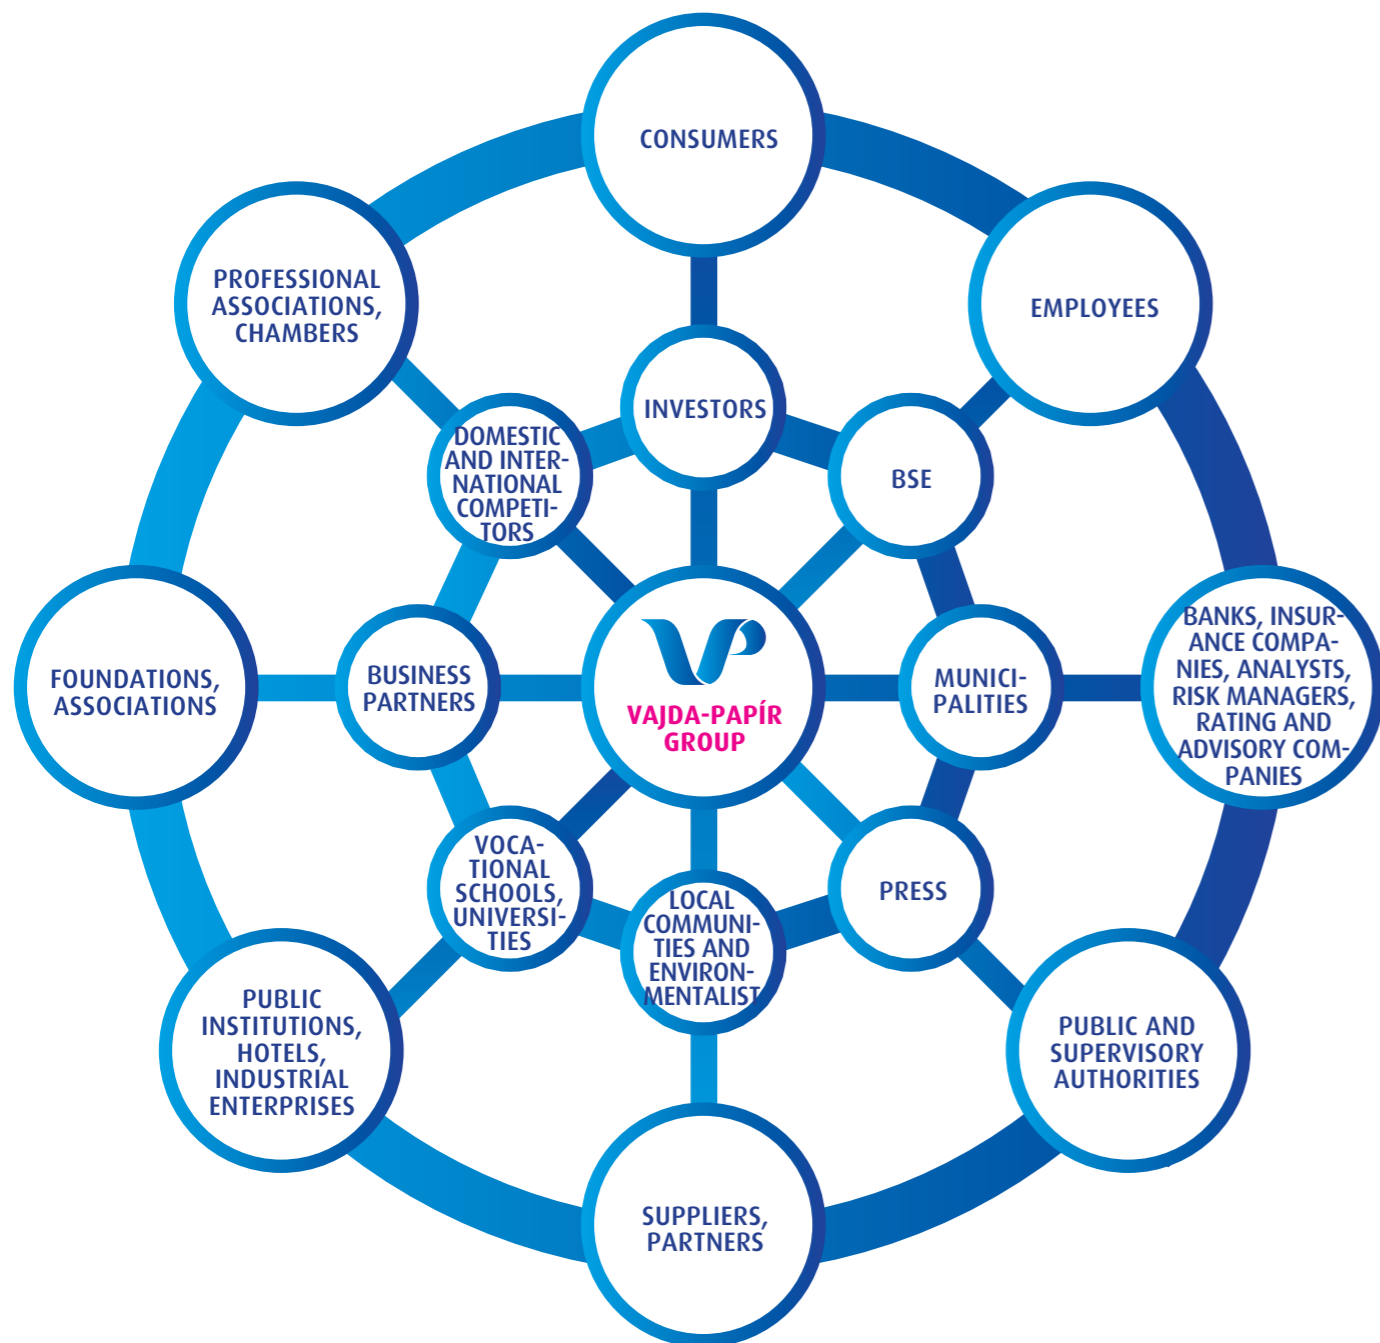 CONSUMERS
PROFESSIONAL
ASSOCIATIONS,
CHAMBERS
EMPLOYEES
INVESTORS
DOMESTIC
AND INTER-
NATIONAL
COMPETI-
TORS
BSE
FOUNDATIONS,
ASSOCIATIONS
BUSINESS
PARTNERS
VAJDA-PAPÍR
GROUP
MUNICI-
PALITIES
BANKS, INSUR-
ANCE COMPA-
NIES, ANALYSTS,
RISK MANAGERS,
RATING AND
ADVISORY COM-
PANIES
VOCA-
TIONAL
SCHOOLS,
UNIVERSI-
TIES
LOCAL
COMMUNI-
TIES AND
ENVIRON-
MENTALIST
PRESS
PUBLIC
INSTITUTIONS,
HOTELS,
INDUSTRIAL
ENTERPRISES
PUBLIC AND
SUPERVISORY
AUTHORITIES
SUPPLIERS,
PARTNERS